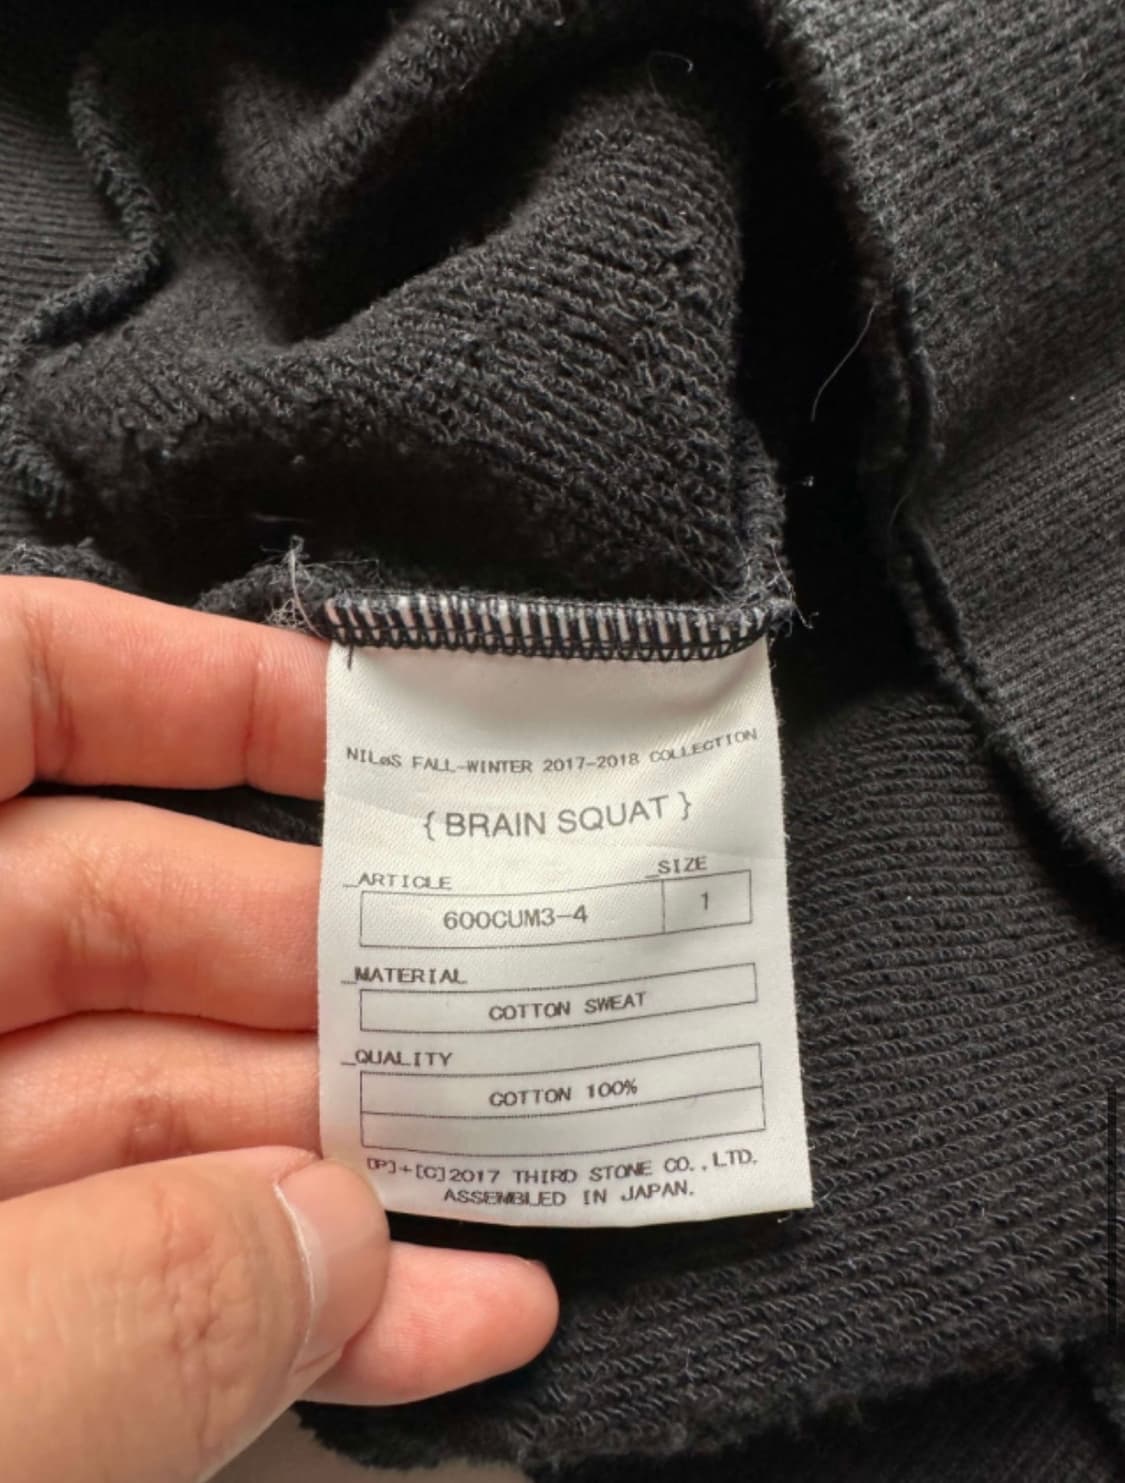 NILøS FALL-WINTER 2017-2018 COLLECTION
{ BRAIN SQUAT }
_ARTICLE _SIZE
600CUM3-4 1
_MATERIAL
COTTON SWEAT
_QUALITY
COTTON 100%
[P]+[C]2017 THIRD STONE CO.,LTD.
ASSEMBLED IN JAPAN.